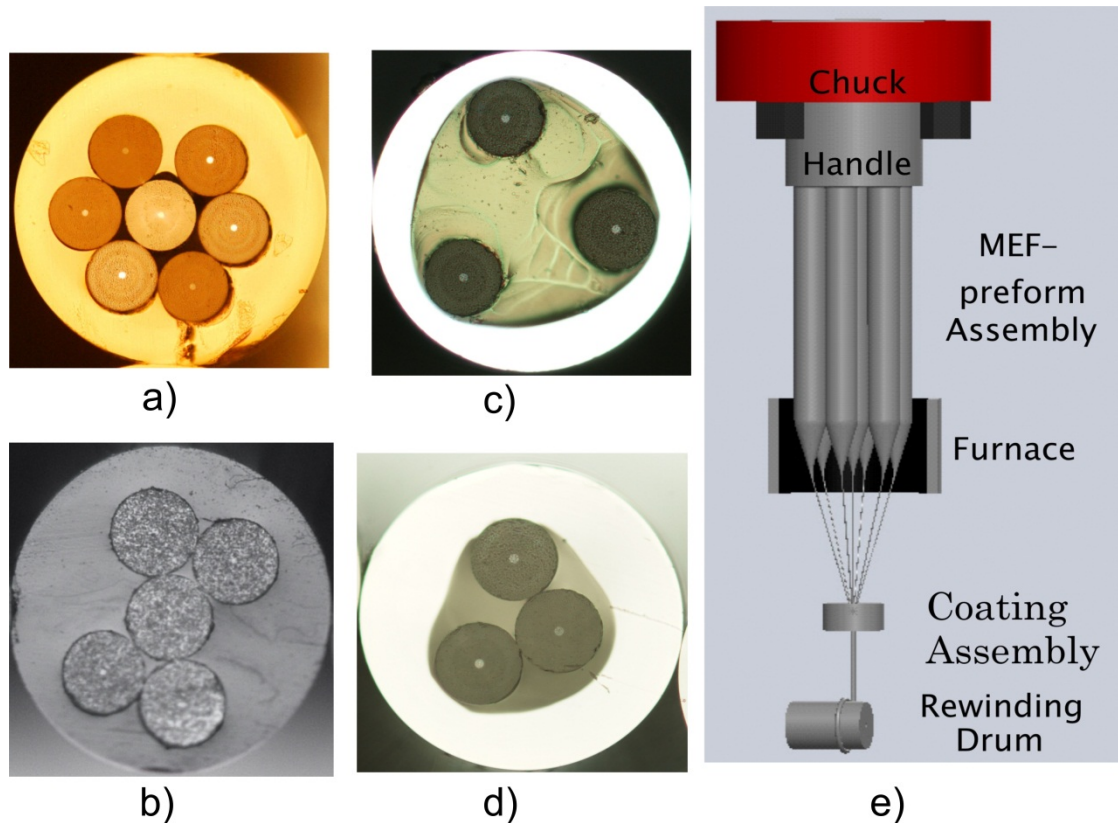 a)
b)
c)
d)
Chuck
Handle
MEF-
preform
Assembly
Furnace
Coating
Assembly
Rewinding
Drum
e)